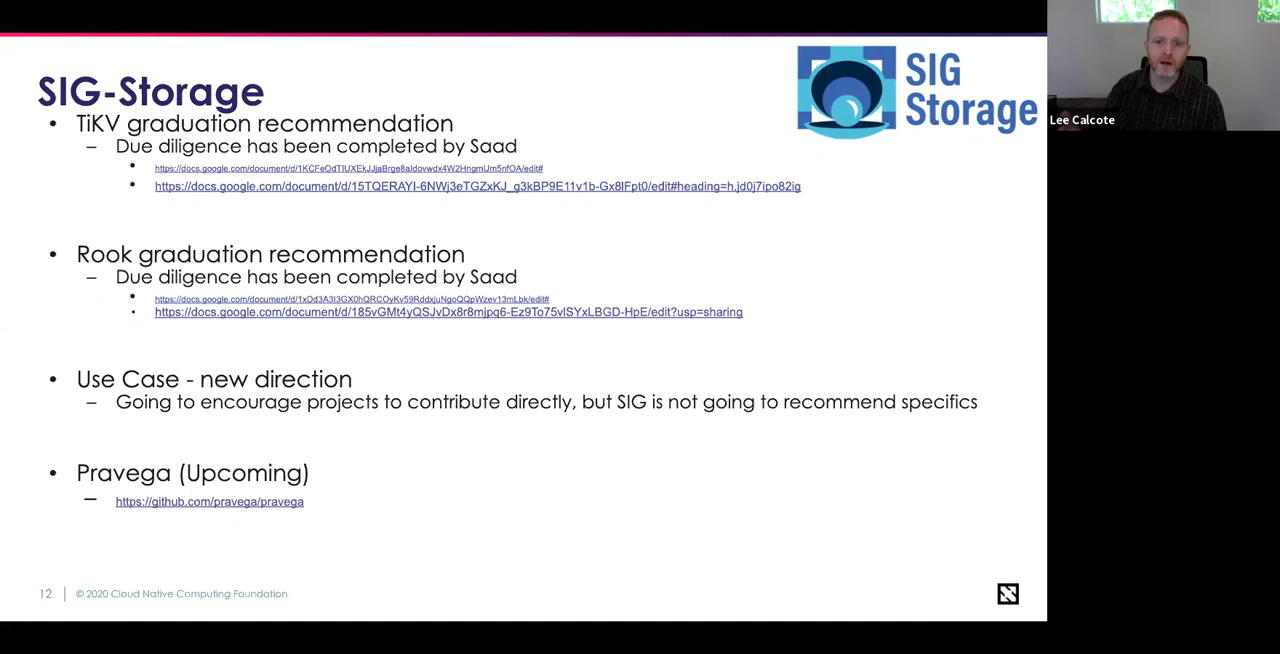 SIG-Storage
SIG
Storage
Lee Calcote
• TiKV graduation recommendation
– Due diligence has been completed by Saad
• https://docs.google.com/document/d/1KCFeOdTIUXEkJJjaBrge8aIdovwdx4W2HngmUm5nfOA/edit#
• https://docs.google.com/document/d/15TQERAYI-6NWj3eTGZxKJ_g3kBP9E11v1b-Gx8IFpt0/edit#heading=h.jd0j7ipo82ig
• Rook graduation recommendation
– Due diligence has been completed by Saad
• https://docs.google.com/document/d/1xDd3A3I3GX0hQRCOyKv59RddxjuNgoQQpWzev13mLbk/edit#
• https://docs.google.com/document/d/185vGMt4yQSJvDx8r8mjpq6-Ez9To75vlSYxLBGD-HpE/edit?usp=sharing
• Use Case - new direction
– Going to encourage projects to contribute directly, but SIG is not going to recommend specifics
• Pravega (Upcoming)
– https://github.com/pravega/pravega
12 | © 2020 Cloud Native Computing Foundation